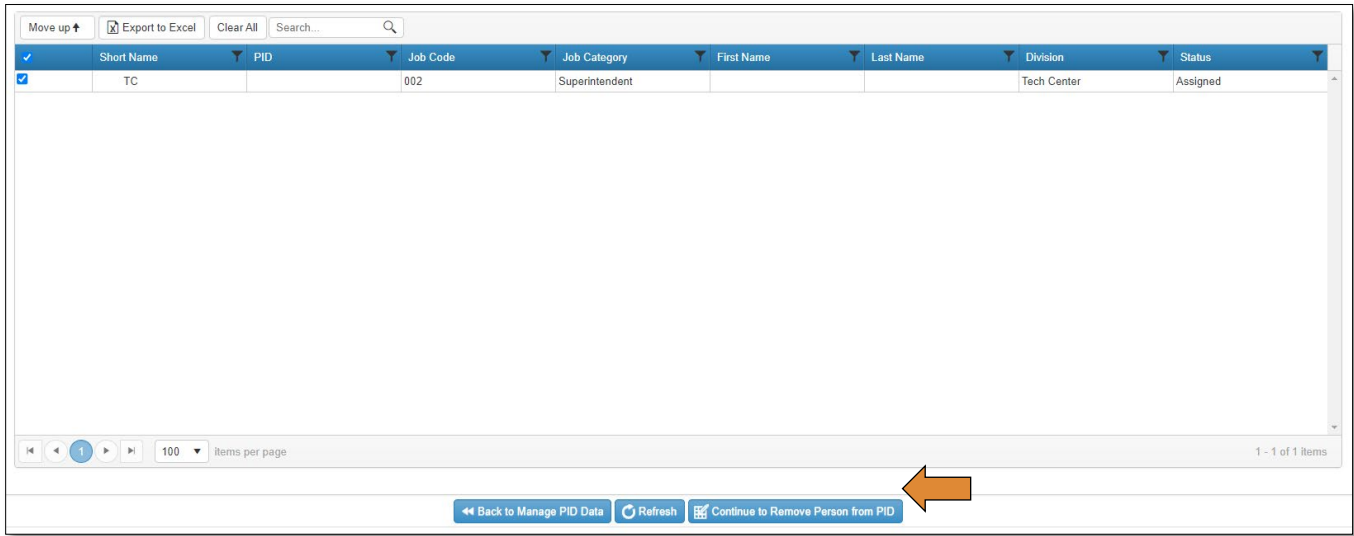 Move up Export to Excel Clear All Search...
Short Name PID Job Code Job Category First Name Last Name Division Status
TC 002 Superintendent Tech Center Assigned
1 100 items per page 1 - 1 of 1 items
Back to Manage PID Data Refresh Continue to Remove Person from PID